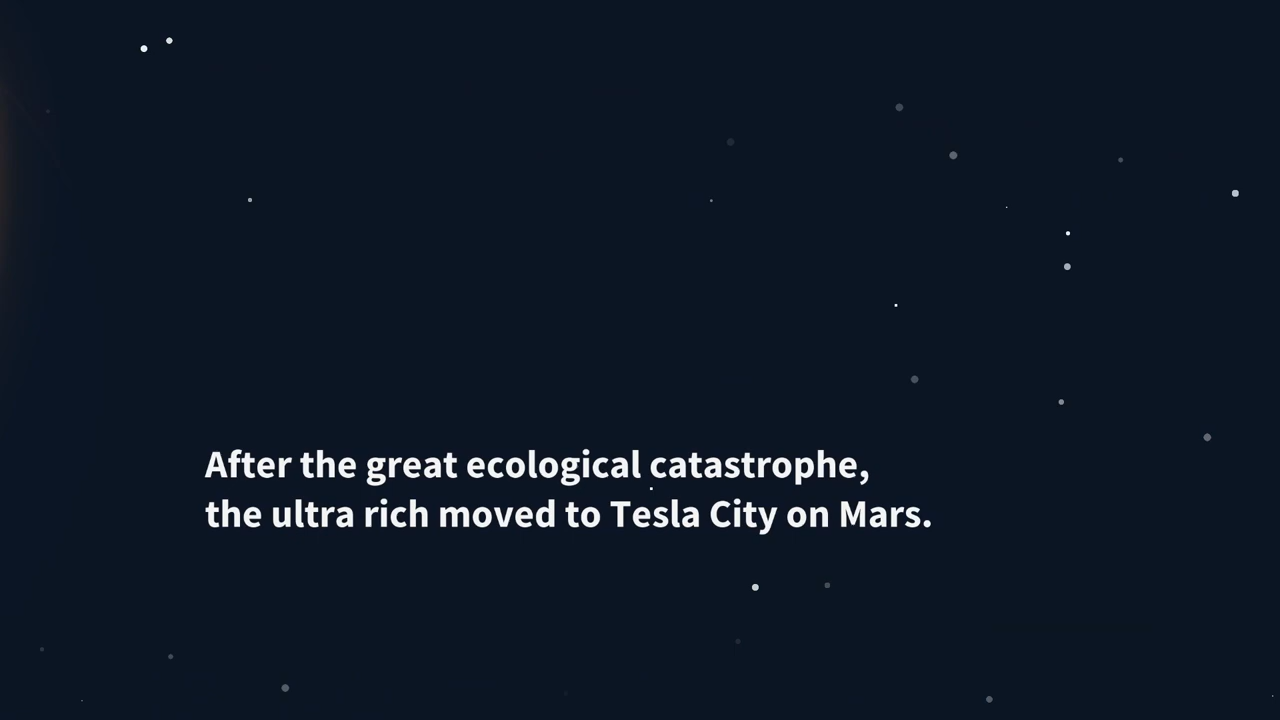 After the great ecological catastrophe,
the ultra rich moved to Tesla City on Mars.